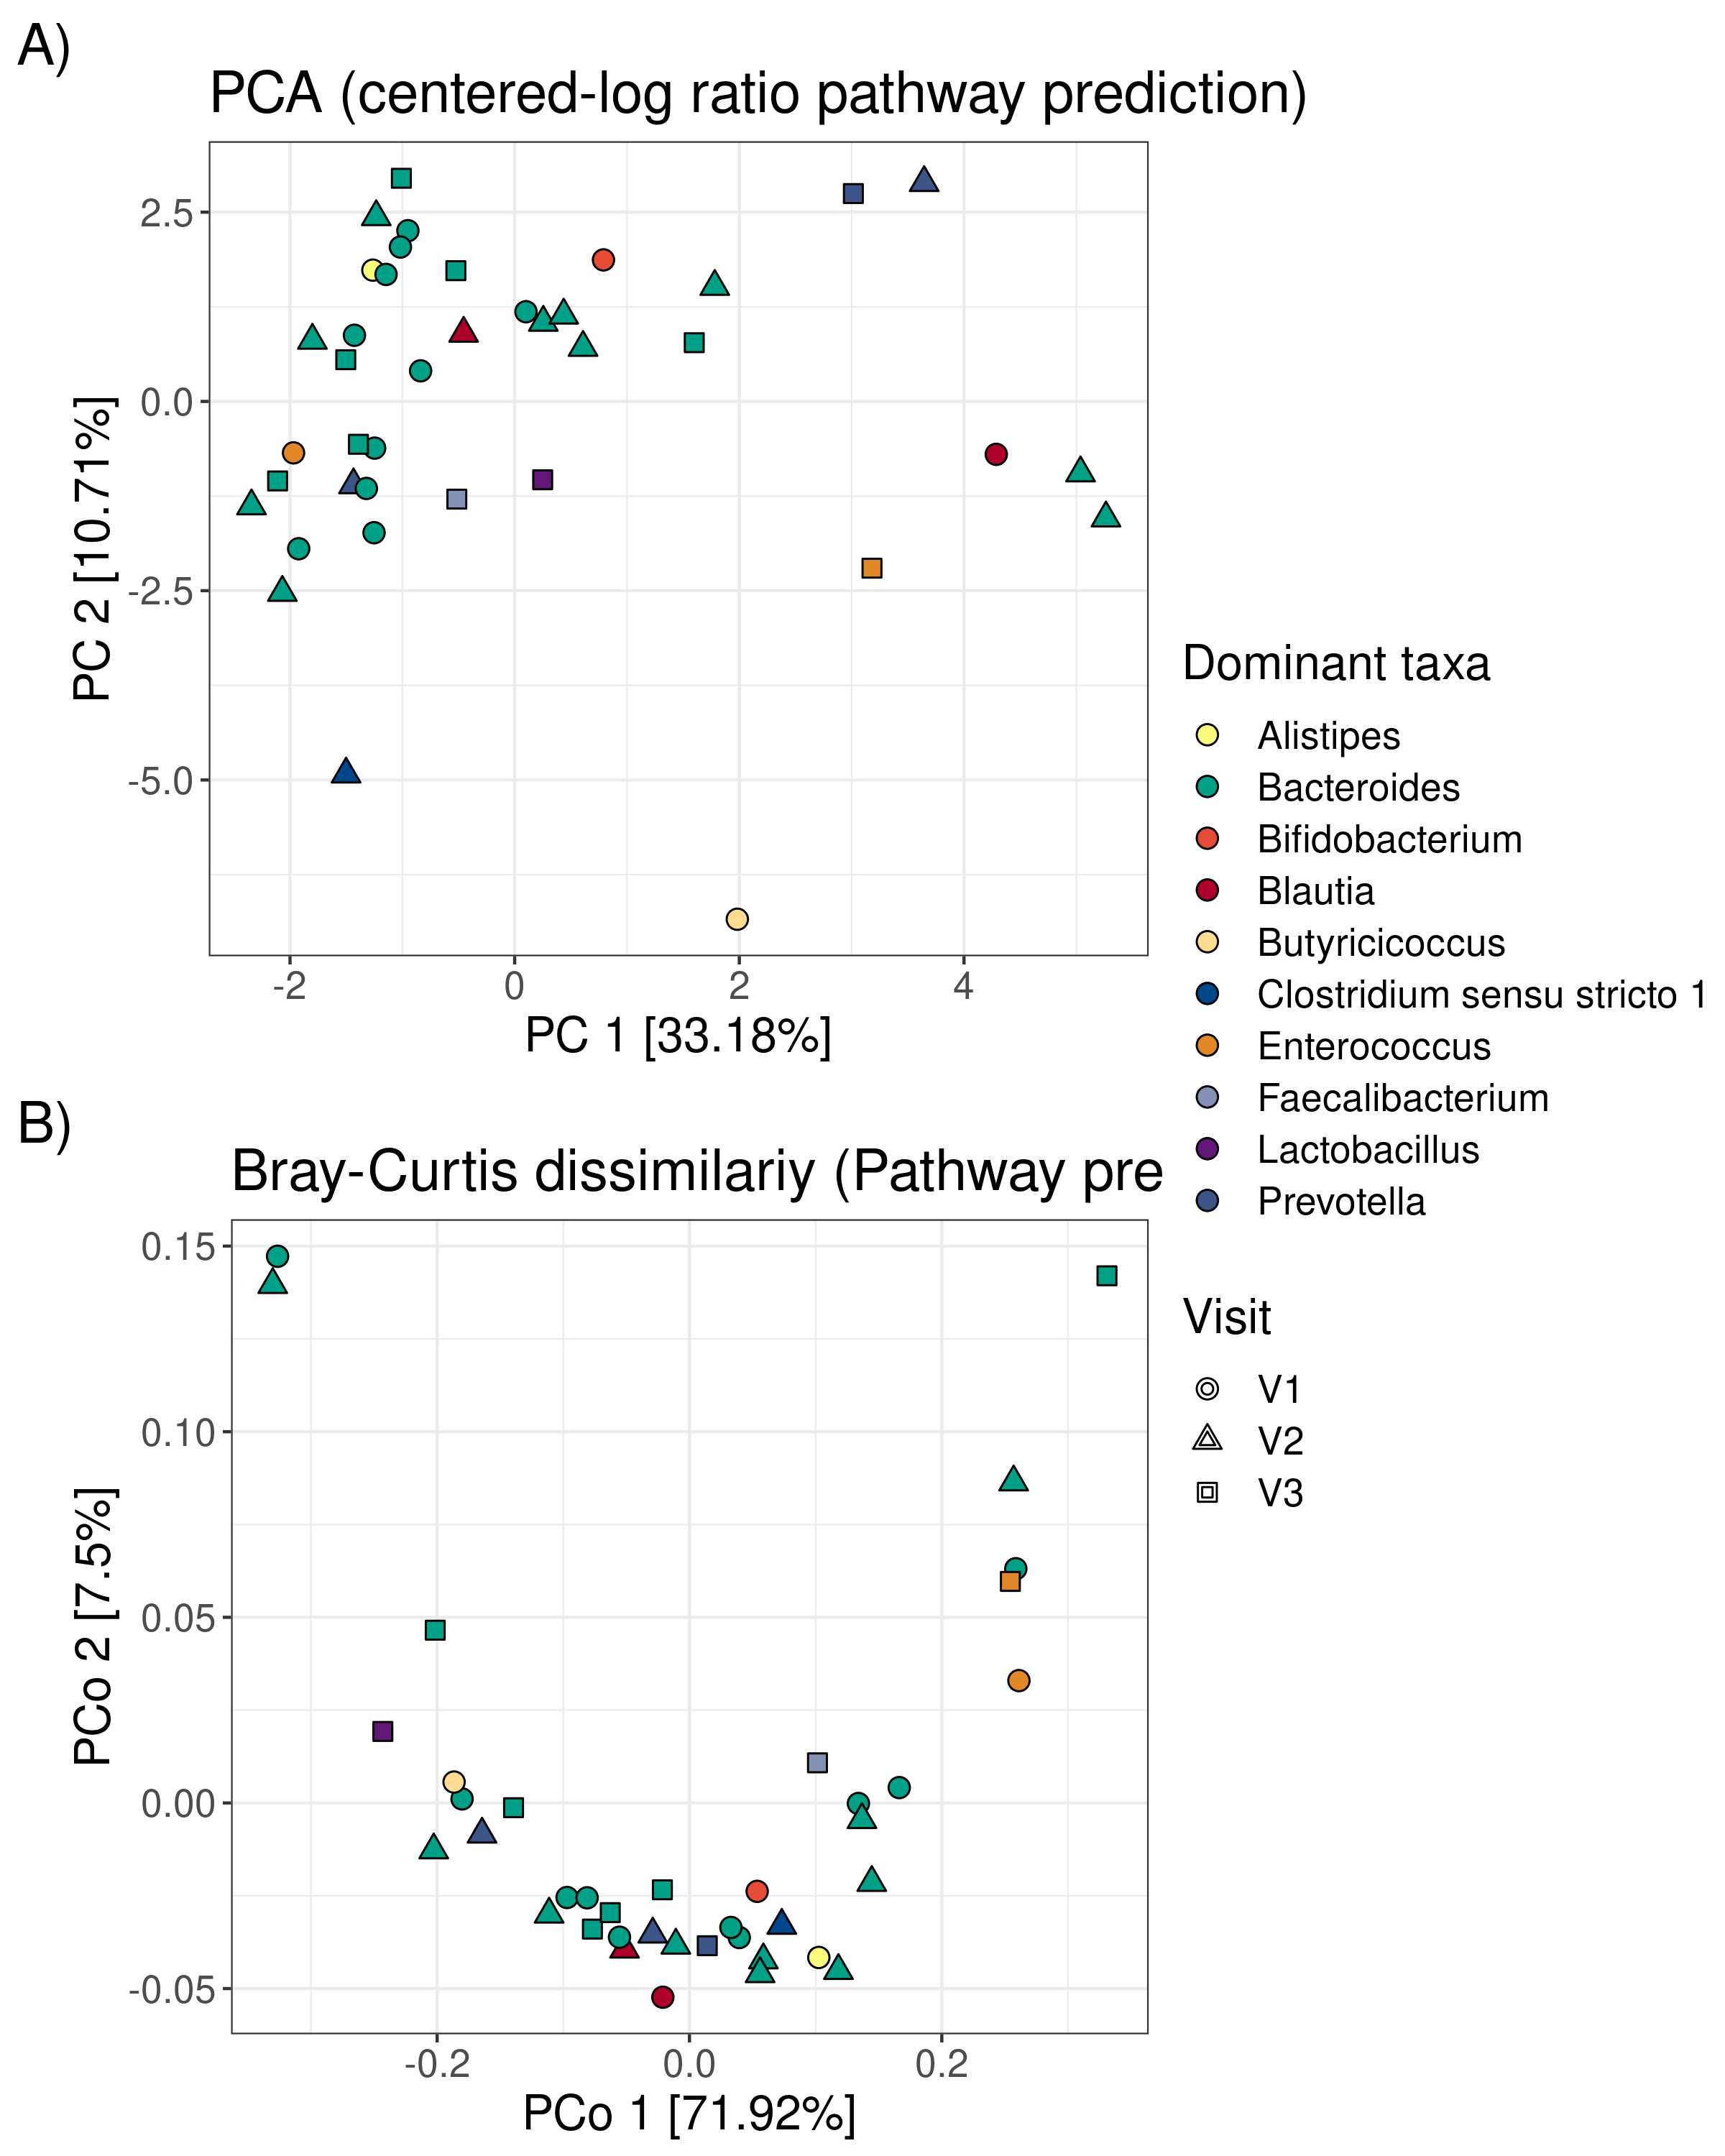 A)
PCA (centered-log ratio pathway prediction)
2.5
0.0
-2.5
-5.0
PC 2 [10.71%]
-2
0
2
4
PC 1 [33.18%]
Dominant taxa
Alistipes
Bacteroides
Bifidobacterium
Blautia
Butyricicoccus
Clostridium sensu stricto 1
Enterococcus
Faecalibacterium
Lactobacillus
Prevotella
Visit
V1
V2
V3
B)
Bray-Curtis dissimilariy (Pathway pre
0.15
0.10
0.05
0.00
-0.05
PCo 2 [7.5%]
-0.2
0.0
0.2
PCo 1 [71.92%]